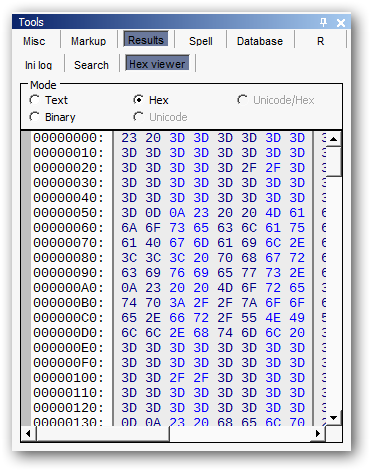 Tools
Misc Markup Results Spell Database R
Ini log Search Hex viewer
Mode
Text Hex Unicode/Hex
Binary Unicode
00000000: 23 20 3D 3D 3D 3D 3D 3D
00000010: 3D 3D 3D 3D 3D 3D 3D 3D
00000020: 3D 3D 3D 3D 3D 2F 2F 3D
00000030: 3D 3D 3D 3D 3D 3D 3D 3D
00000040: 3D 3D 3D 3D 3D 3D 3D 3D
00000050: 3D 0D 0A 23 20 20 4D 61
00000060: 6A 6F 73 65 63 6C 61 75
00000070: 61 40 67 6D 61 69 6C 2E
00000080: 3C 3C 3C 20 70 68 67 72
00000090: 63 69 76 69 65 77 73 2E
000000A0: 0A 23 20 20 4D 6F 72 65
000000B0: 74 70 3A 2F 2F 7A 6F 6F
000000C0: 65 2E 66 72 2F 55 4E 49
000000D0: 6C 6C 2E 68 74 6D 6C 20
000000E0: 3D 3D 3D 3D 3D 3D 3D 3D
000000F0: 3D 3D 3D 3D 3D 3D 3D 3D
00000100: 3D 3D 2F 2F 3D 3D 3D 3D
00000110: 3D 3D 3D 3D 3D 3D 3D 3D
00000120: 3D 3D 3D 3D 3D 3D 3D 3D
00000130: 0D 0A 23 20 68 65 6C 70